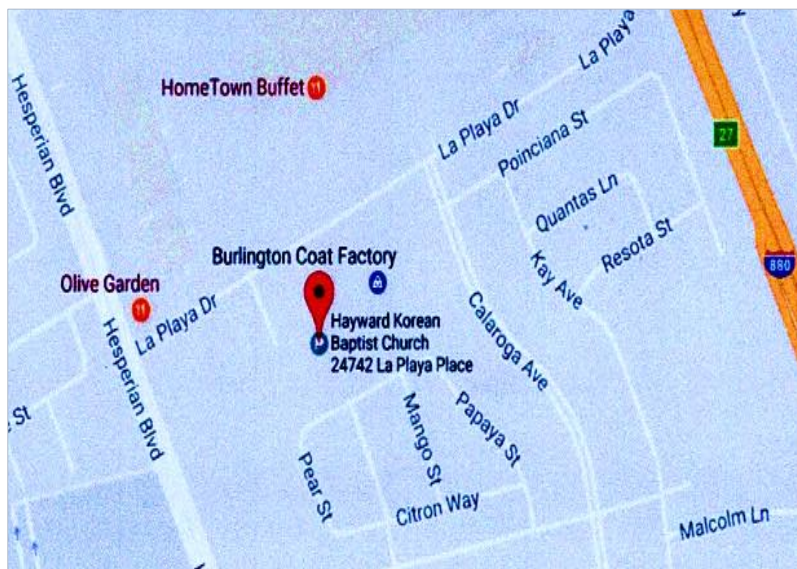 La Playa
HomeTown Buffet
La Playa Dr
Hesperian Blvd
Poinciana St
27
Quantas Ln
Burlington Coat Factory
Kay Ave
Resota St
880
Olive Garden
La Playa Dr
Hayward Korean
Baptist Church
24742 La Playa Place
Calaroga Ave
Hesperian Blvd
St
Mango St
Papaya St
Pear St
Citron Way
Malcolm Ln